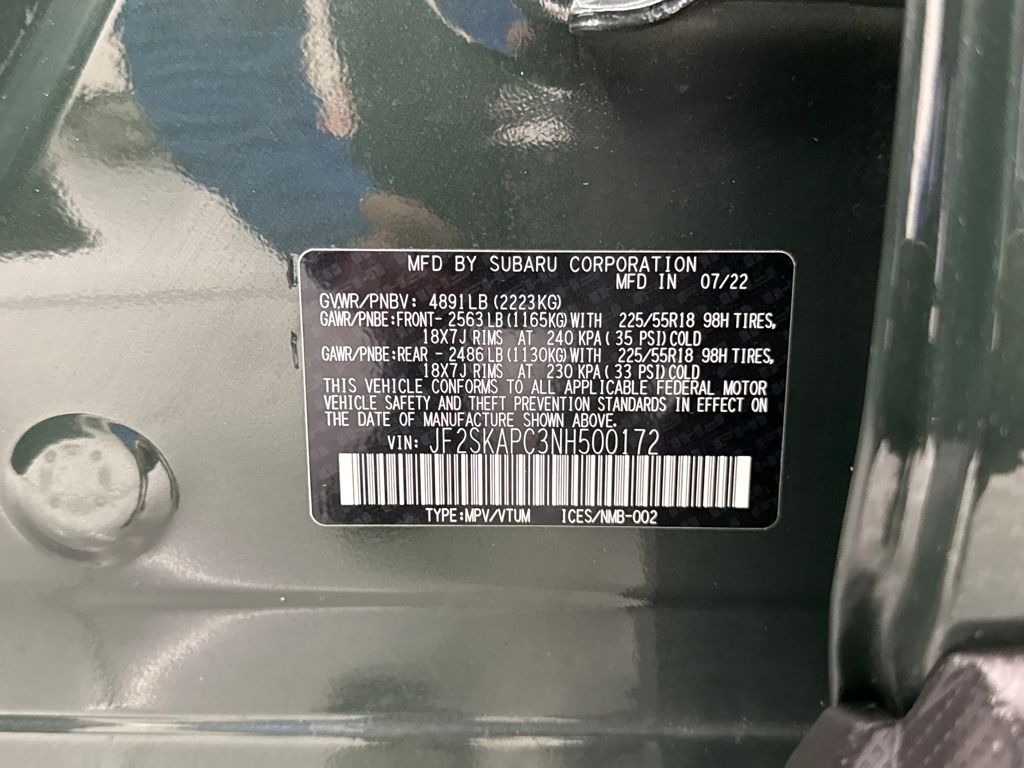 MFD BY SUBARU CORPORATION
MFD IN 07/22
GVWR/PNBV: 4891LB (2223KG)
GAWR/PNBE:FRONT- 2563LB (1165KG) WITH 225/55R18 98H TIRES,
18X7J RIMS AT 240 KPA ( 35 PSI) COLD
GAWR/PNBE:REAR - 2486LB (1130KG) WITH 225/55R18 98H TIRES,
18X7J RIMS AT 230 KPA ( 33 PSI) COLD
THIS VEHICLE CONFORMS TO ALL APPLICABLE FEDERAL MOTOR
VEHICLE SAFETY AND THEFT PREVENTION STANDARDS IN EFFECT ON
THE DATE OF MANUFACTURE SHOWN ABOVE.
VIN: JF2SKAPC3NH500172
TYPE:MPV/VTUM ICES/NMB-002